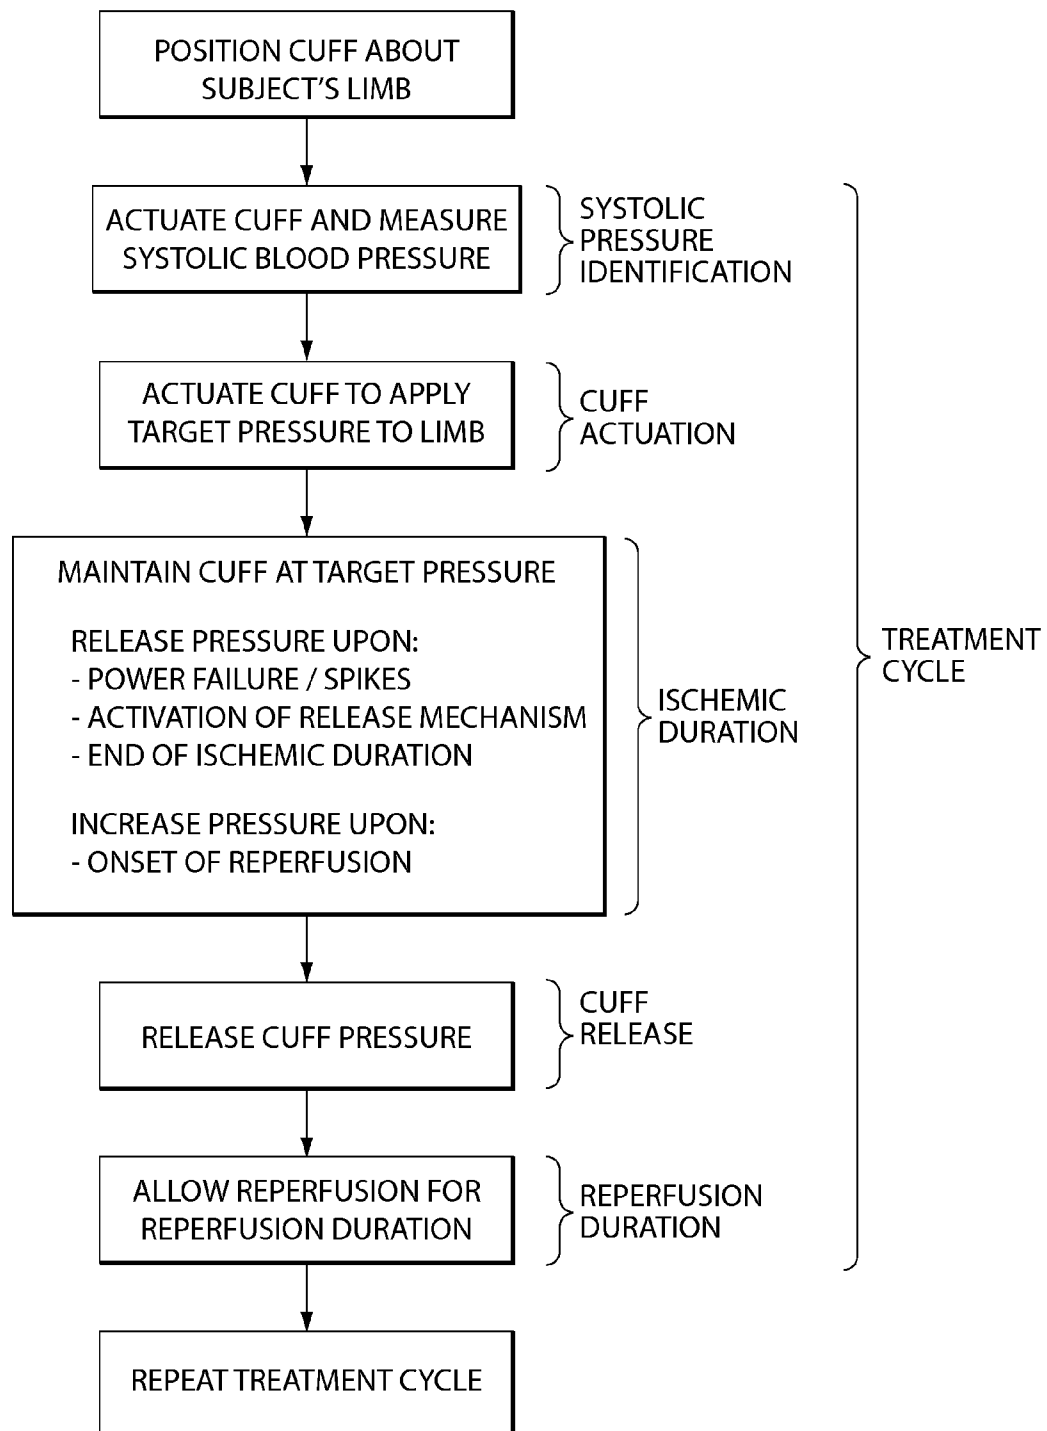 POSITION CUFF ABOUT
SUBJECT'S LIMB
ACTUATE CUFF AND MEASURE
SYSTOLIC BLOOD PRESSURE
SYSTOLIC
PRESSURE
IDENTIFICATION
ACTUATE CUFF TO APPLY
TARGET PRESSURE TO LIMB
CUFF
ACTUATION
MAINTAIN CUFF AT TARGET PRESSURE
RELEASE PRESSURE UPON:
- POWER FAILURE / SPIKES
- ACTIVATION OF RELEASE MECHANISM
- END OF ISCHEMIC DURATION
INCREASE PRESSURE UPON:
- ONSET OF REPERFUSION
ISCHEMIC
DURATION
TREATMENT
CYCLE
RELEASE CUFF PRESSURE
CUFF
RELEASE
ALLOW REPERFUSION FOR
REPERFUSION DURATION
REPERFUSION
DURATION
REPEAT TREATMENT CYCLE